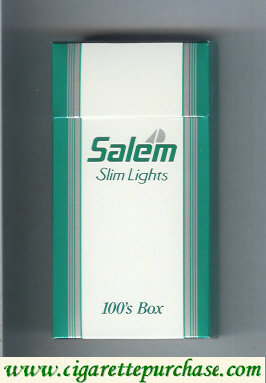 Salem
Slim Lights
100's Box
www.cigarettepurchase.com